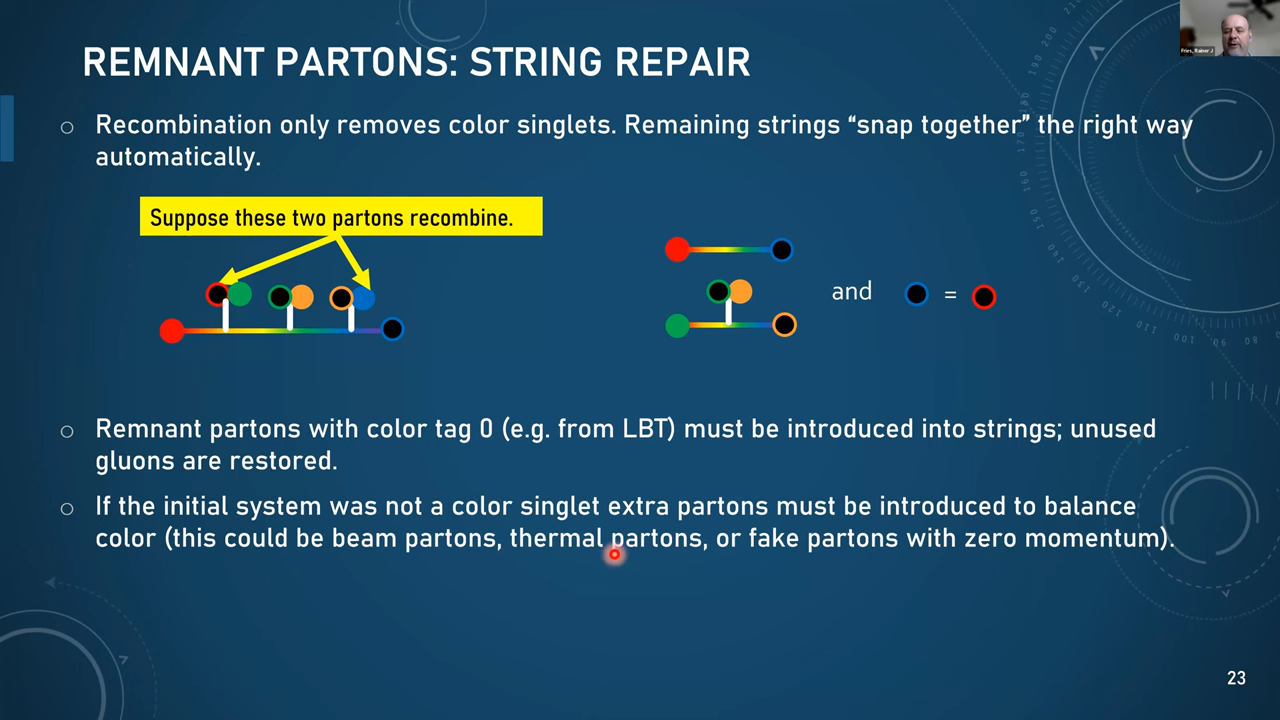 REMNANT PARTONS: STRING REPAIR
Fries, Rainer J
Recombination only removes color singlets. Remaining strings “snap together” the right way
automatically.
Suppose these two partons recombine.
and
=
Remnant partons with color tag 0 (e.g. from LBT) must be introduced into strings; unused
gluons are restored.
If the initial system was not a color singlet extra partons must be introduced to balance
color (this could be beam partons, thermal partons, or fake partons with zero momentum).
23